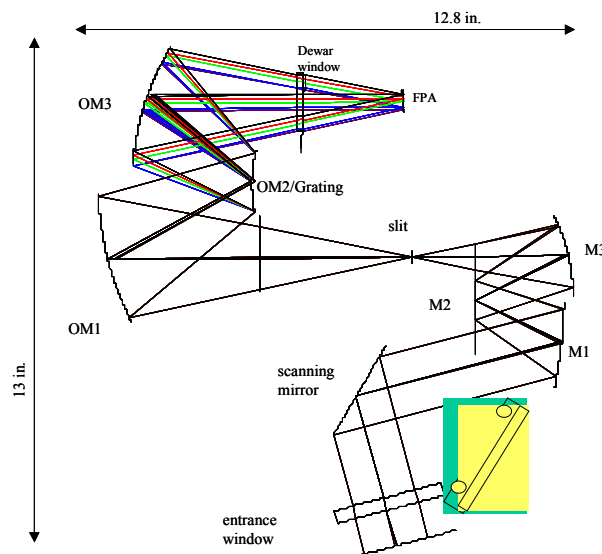 12.8 in.
Dewar
window
OM3
FPA
OM2/Grating
slit
M3
M2
OM1
M1
scanning
mirror
13 in.
entrance
window